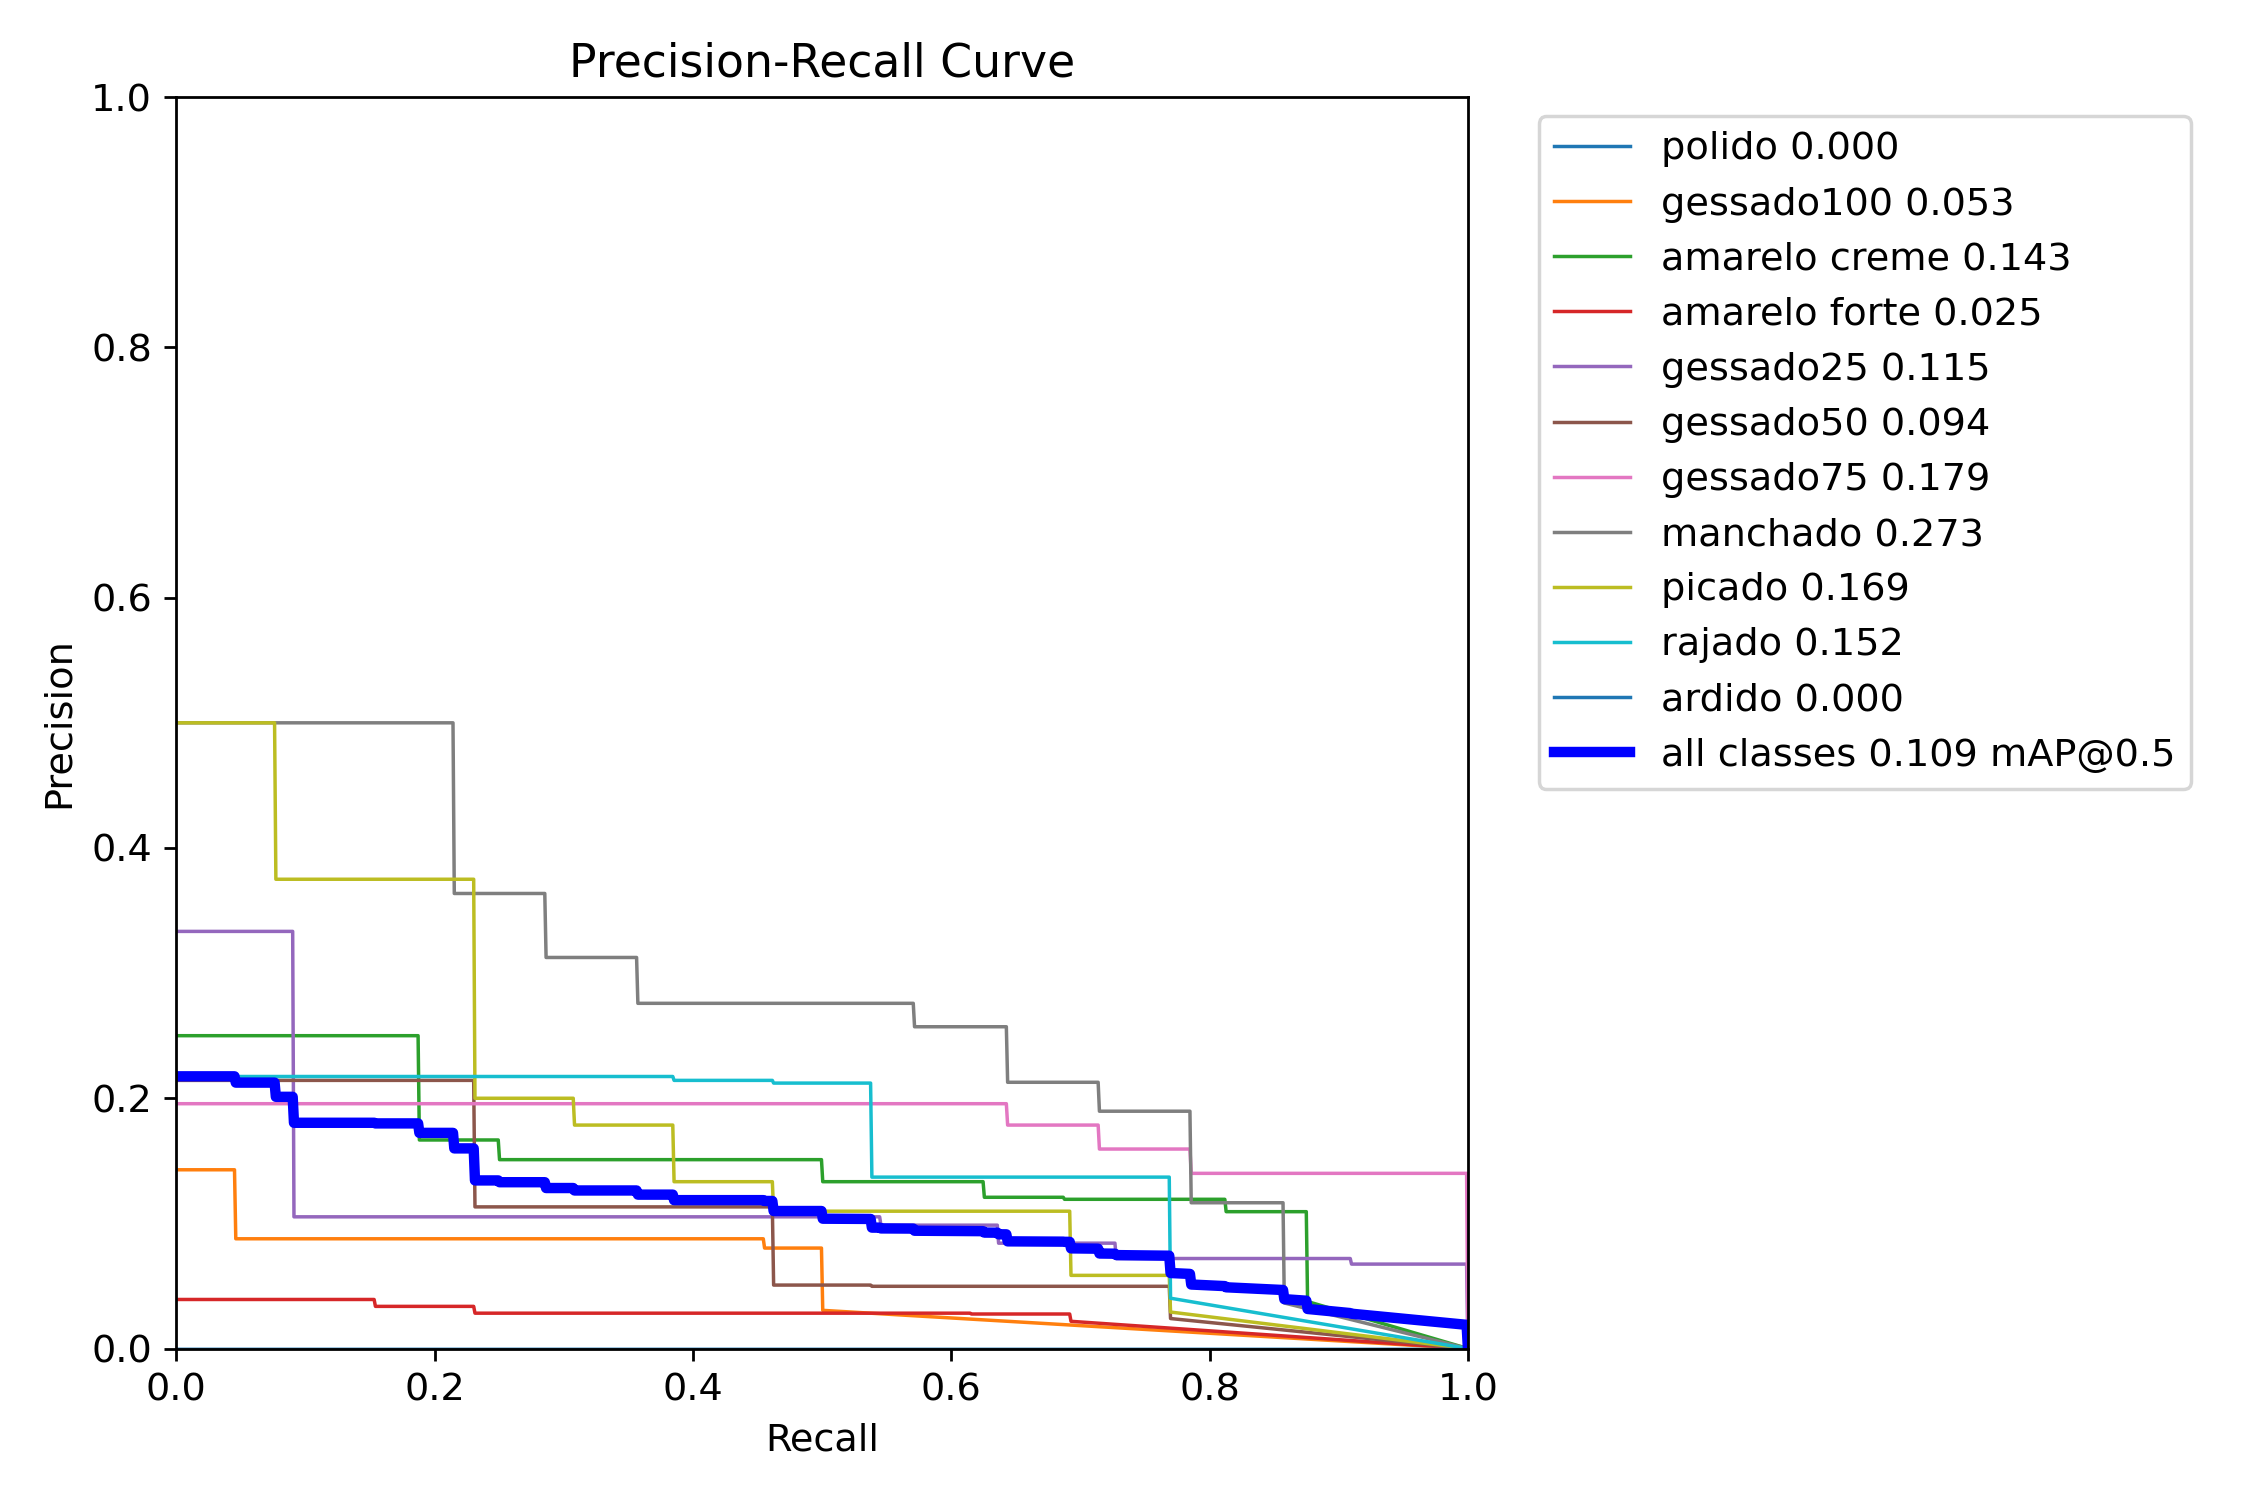 Precision-Recall Curve
1.0
0.8
0.6
0.4
0.2
0.0
Precision
0.0 0.2 0.4 0.6 0.8 1.0
Recall
polido 0.000
gessado100 0.053
amarelo creme 0.143
amarelo forte 0.025
gessado25 0.115
gessado50 0.094
gessado75 0.179
manchado 0.273
picado 0.169
rajado 0.152
ardido 0.000
all classes 0.109 mAP@0.5